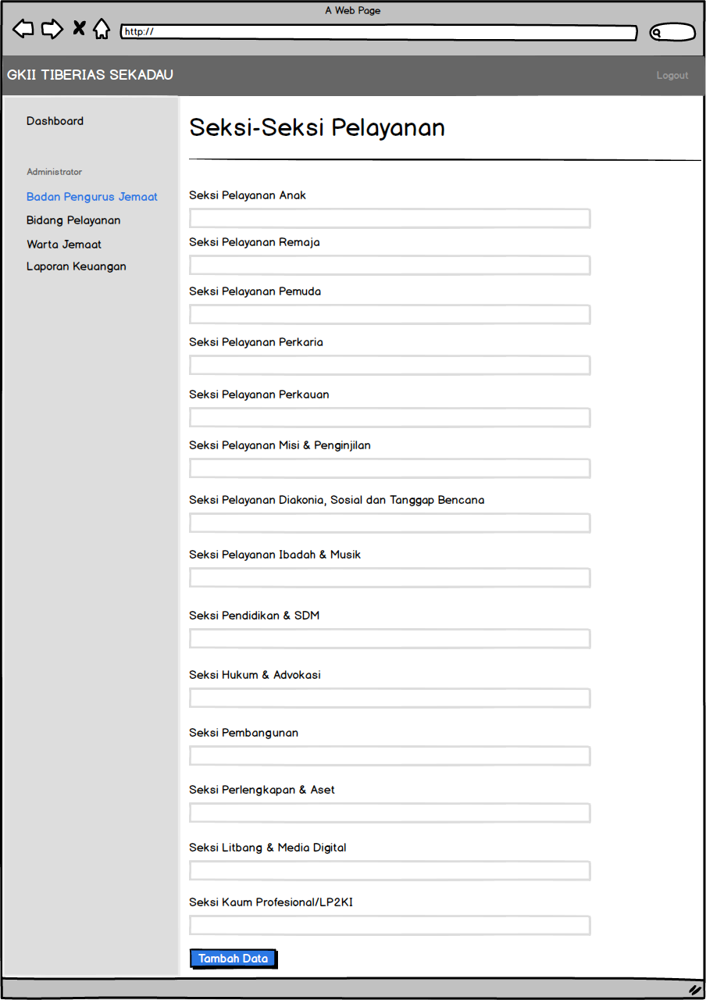 A Web Page
http://
GKII TIBERIAS SEKADAU
Logout
Dashboard
Administrator
Badan Pengurus Jemaat
Bidang Pelayanan
Warta Jemaat
Laporan Keuangan
Seksi-Seksi Pelayanan
Seksi Pelayanan Anak
Seksi Pelayanan Remaja
Seksi Pelayanan Pemuda
Seksi Pelayanan Perkaria
Seksi Pelayanan Perkauan
Seksi Pelayanan Misi & Penginjilan
Seksi Pelayanan Diakonia, Sosial dan Tanggap Bencana
Seksi Pelayanan Ibadah & Musik
Seksi Pendidikan & SDM
Seksi Hukum & Advokasi
Seksi Pembangunan
Seksi Perlengkapan & Aset
Seksi Litbang & Media Digital
Seksi Kaum Profesional/LP2KI
Tambah Data